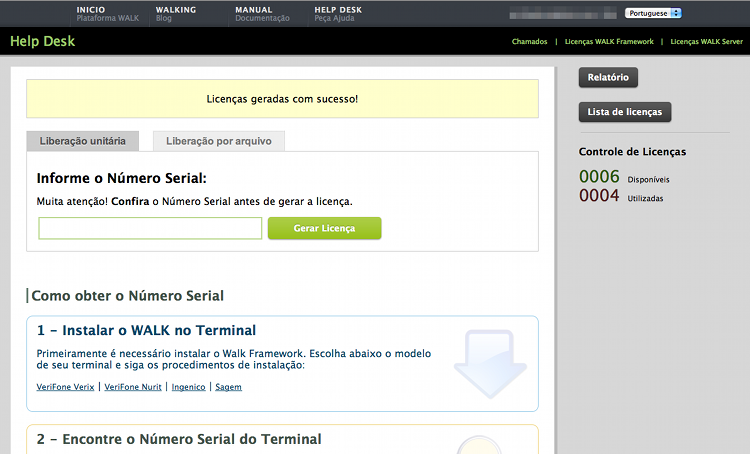 INICIO WALKING MANUAL HELP DESK
Plataforma WALK Blog Documentação Peça Ajuda Portuguese
Help Desk Chamados | Licenças WALK Framework | Licenças WALK Server
Licenças geradas com sucesso!
Liberação unitária Liberação por arquivo
Informe o Número Serial:
Muita atenção! Confira o Número Serial antes de gerar a licença.
Gerar Licença
Como obter o Número Serial
1 - Instalar o WALK no Terminal
Primeiramente é necessário instalar o Walk Framework. Escolha abaixo o modelo
de seu terminal e siga os procedimentos de instalação:
VeriFone Verix | VeriFone Nurit | Ingenico | Sagem
2 - Encontre o Número Serial do Terminal
Relatório
Lista de licenças
Controle de Licenças
0006 Disponíveis
0004 Utilizadas